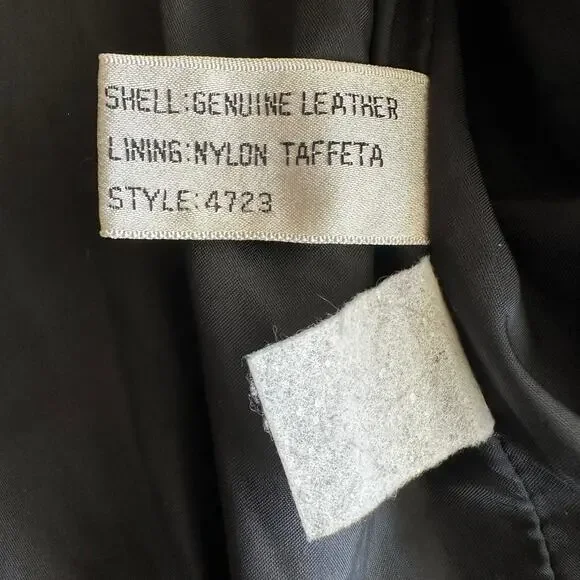 SHELL:GENUINE LEATHER
LINING:NYLON TAFFETA
STYLE:4723